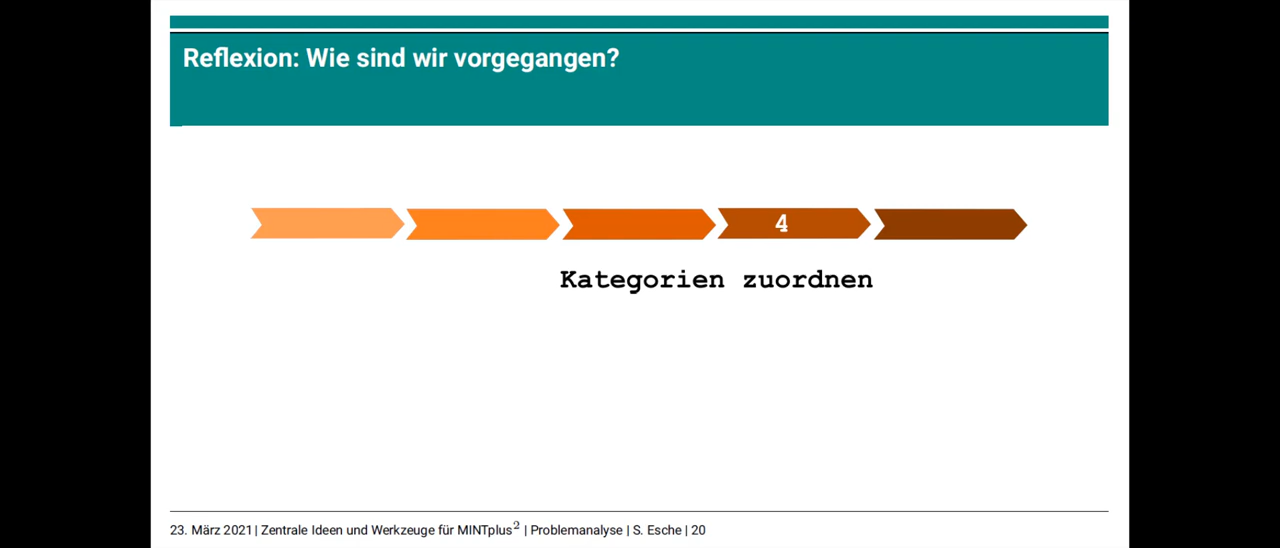 Reflexion: Wie sind wir vorgegangen?
4
Kategorien zuordnen
23. März 2021| Zentrale Ideen und Werkzeuge für MINTplus² | Problemanalyse | S. Esche | 20